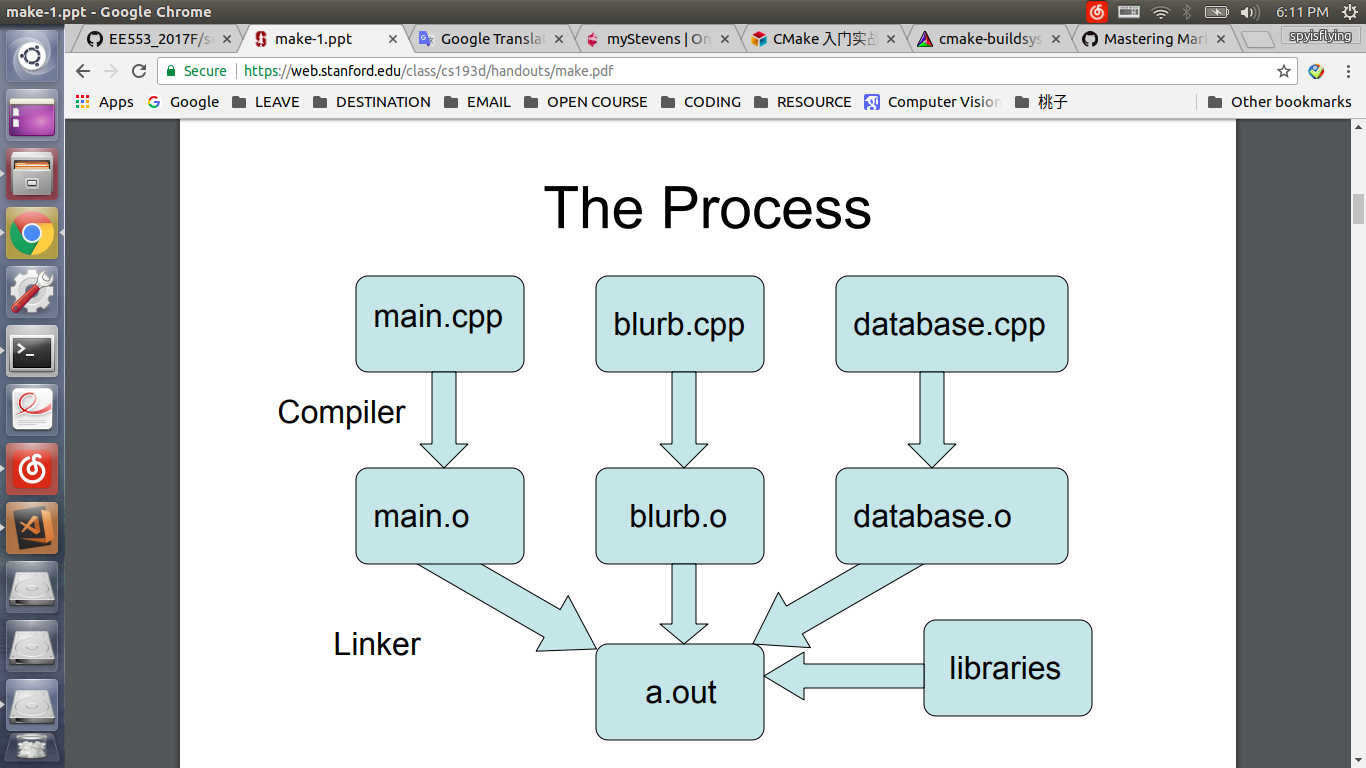 make-1.ppt - Google Chrome
6:11 PM
EE553_2017F/se
make-1.ppt
Google Translat
myStevens | On
CMake 入门实战
cmake-buildsys
Mastering Mar
spyisflying
Secure
https://web.stanford.edu/class/cs193d/handouts/make.pdf
Apps
Google
LEAVE
DESTINATION
EMAIL
OPEN COURSE
CODING
RESOURCE
Computer Vision
桃子
Other bookmarks
The Process
main.cpp
blurb.cpp
database.cpp
Compiler
main.o
blurb.o
database.o
Linker
a.out
libraries